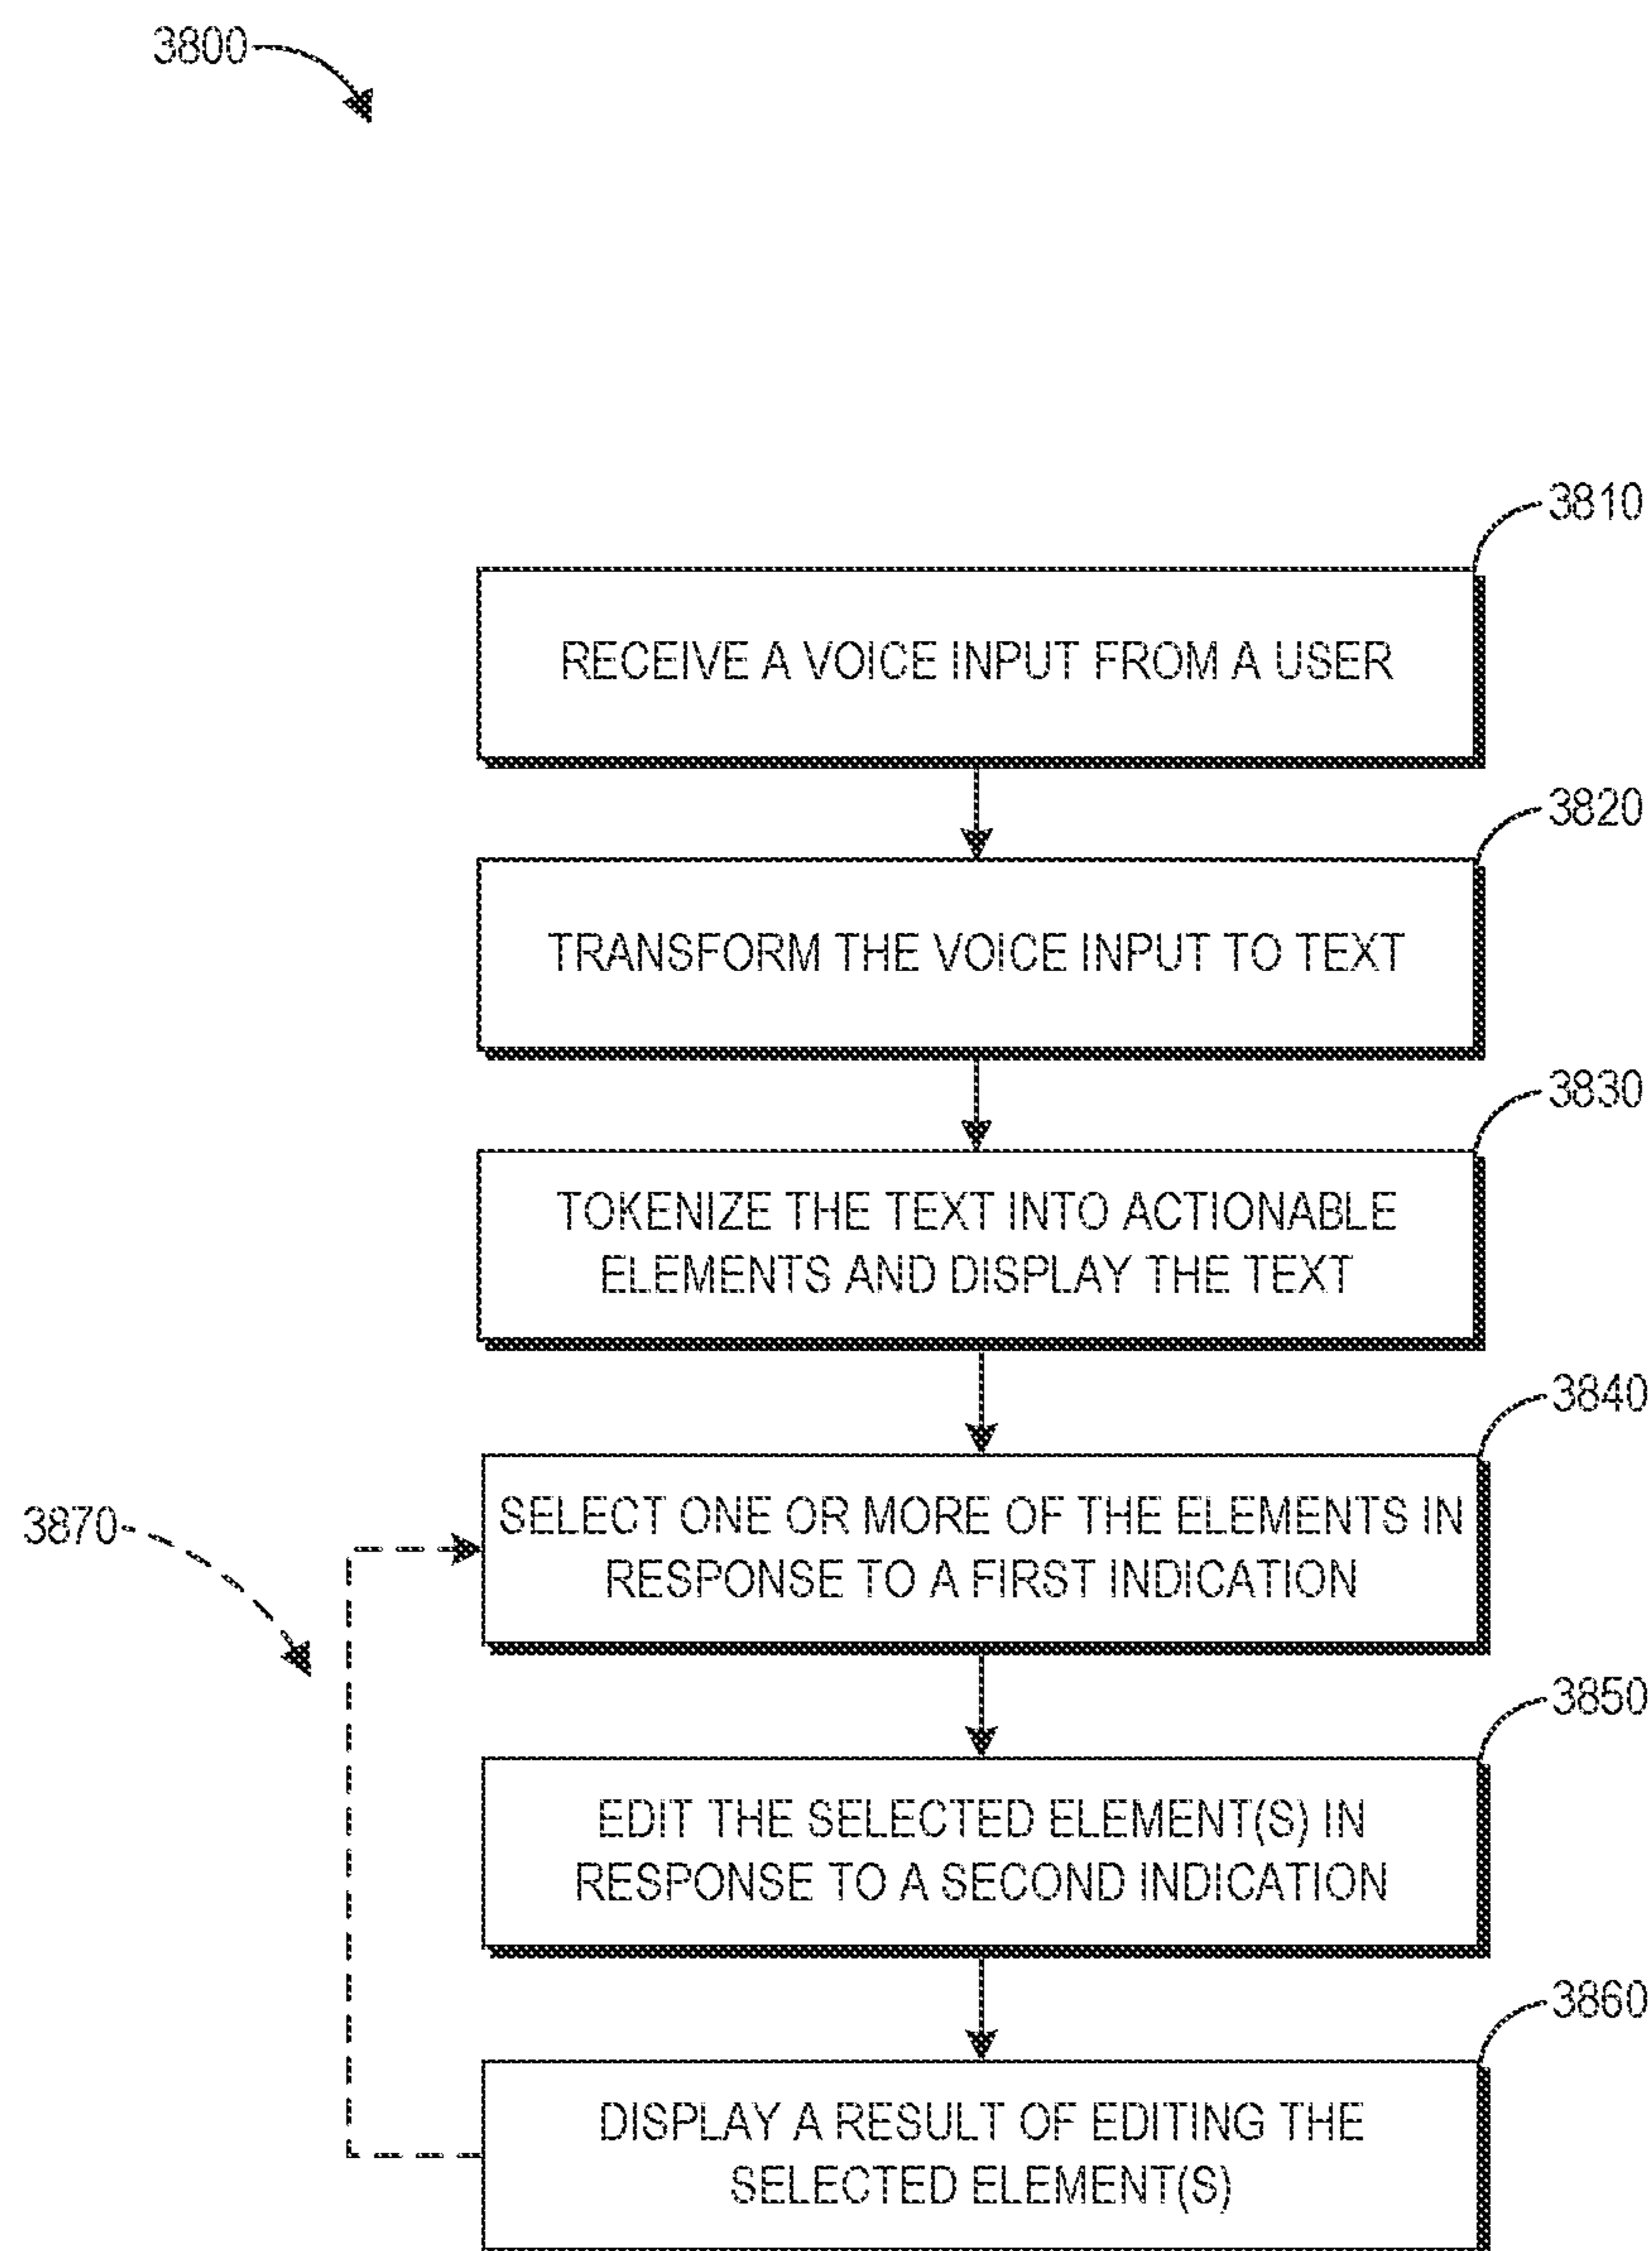 3800
3810
RECEIVE A VOICE INPUT FROM A USER
3820
TRANSFORM THE VOICE INPUT TO TEXT
3830
TOKENIZE THE TEXT INTO ACTIONABLE
ELEMENTS AND DISPLAY THE TEXT
3840
SELECT ONE OR MORE OF THE ELEMENTS IN
RESPONSE TO A FIRST INDICATION
3870
3850
EDIT THE SELECTED ELEMENT(S) IN
RESPONSE TO A SECOND INDICATION
3860
DISPLAY A RESULT OF EDITING THE
SELECTED ELEMENT(S)